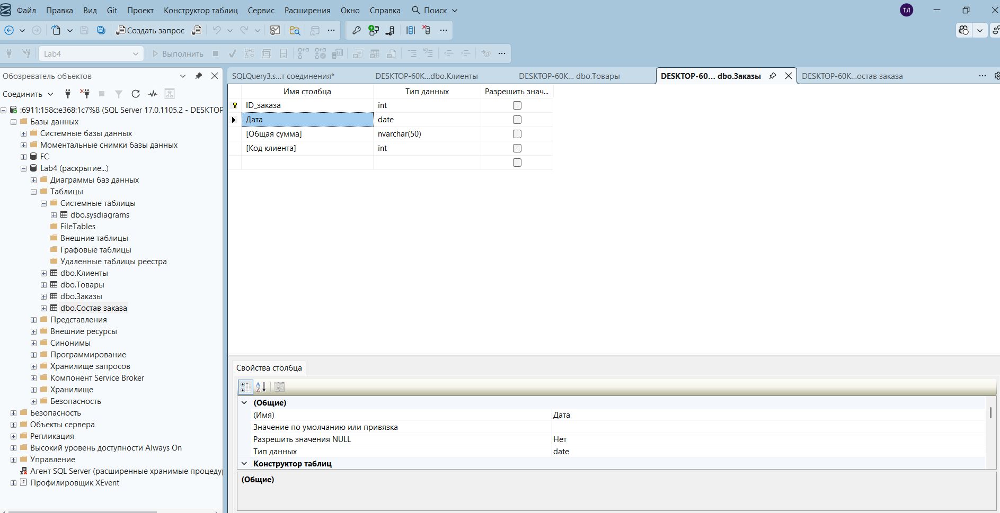 Файл Правка Вид Git Проект Конструктор таблиц Сервис Расширения Окно Справка Поиск ТЛ
Создать запрос
Lab4 Выполнить
Обозреватель объектов
Соединить
:6911:158c:e368:1c7%8 (SQL Server 17.0.1105.2 - DESKTOP
Базы данных
Системные базы данных
Моментальные снимки базы данных
FC
Lab4 (раскрытие...)
Диаграммы баз данных
Таблицы
Системные таблицы
dbo.sysdiagrams
FileTables
Внешние таблицы
Графовые таблицы
Удаленные таблицы реестра
dbo.Клиенты
dbo.Товары
dbo.Заказы
dbo.Состав заказа
Представления
Внешние ресурсы
Синонимы
Программирование
Хранилище запросов
Компонент Service Broker
Хранилище
Безопасность
Безопасность
Объекты сервера
Репликация
Высокий уровень доступности Always On
Управление
Агент SQL Server (расширенные хранимые процедур
Профилировщик XEvent
SQLQuery3.s...т соединения* DESKTOP-60K...dbo.Клиенты DESKTOP-60K... dbo.Товары DESKTOP-60... dbo.Заказы DESKTOP-60K...остав заказа
Имя столбца Тип данных Разрешить знач...
ID_заказа int
Дата date
[Общая сумма] nvarchar(50)
[Код клиента] int
Свойства столбца
(Общие)
(Имя) Дата
Значение по умолчанию или привязка
Разрешить значения NULL Нет
Тип данных date
Конструктор таблиц
(Общие)